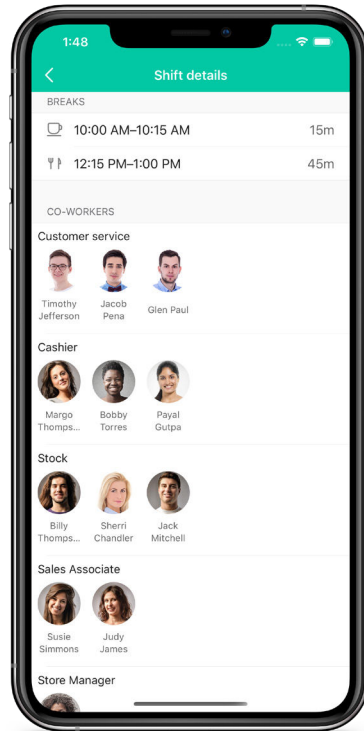 1:48
Shift details
BREAKS
10:00 AM–10:15 AM 15m
12:15 PM–1:00 PM 45m
CO-WORKERS
Customer service
Timothy Jefferson
Jacob Pena
Glen Paul
Cashier
Margo Thomps...
Bobby Torres
Payal Gutpa
Stock
Billy Thomps...
Sherri Chandler
Jack Mitchell
Sales Associate
Susie Simmons
Judy James
Store Manager